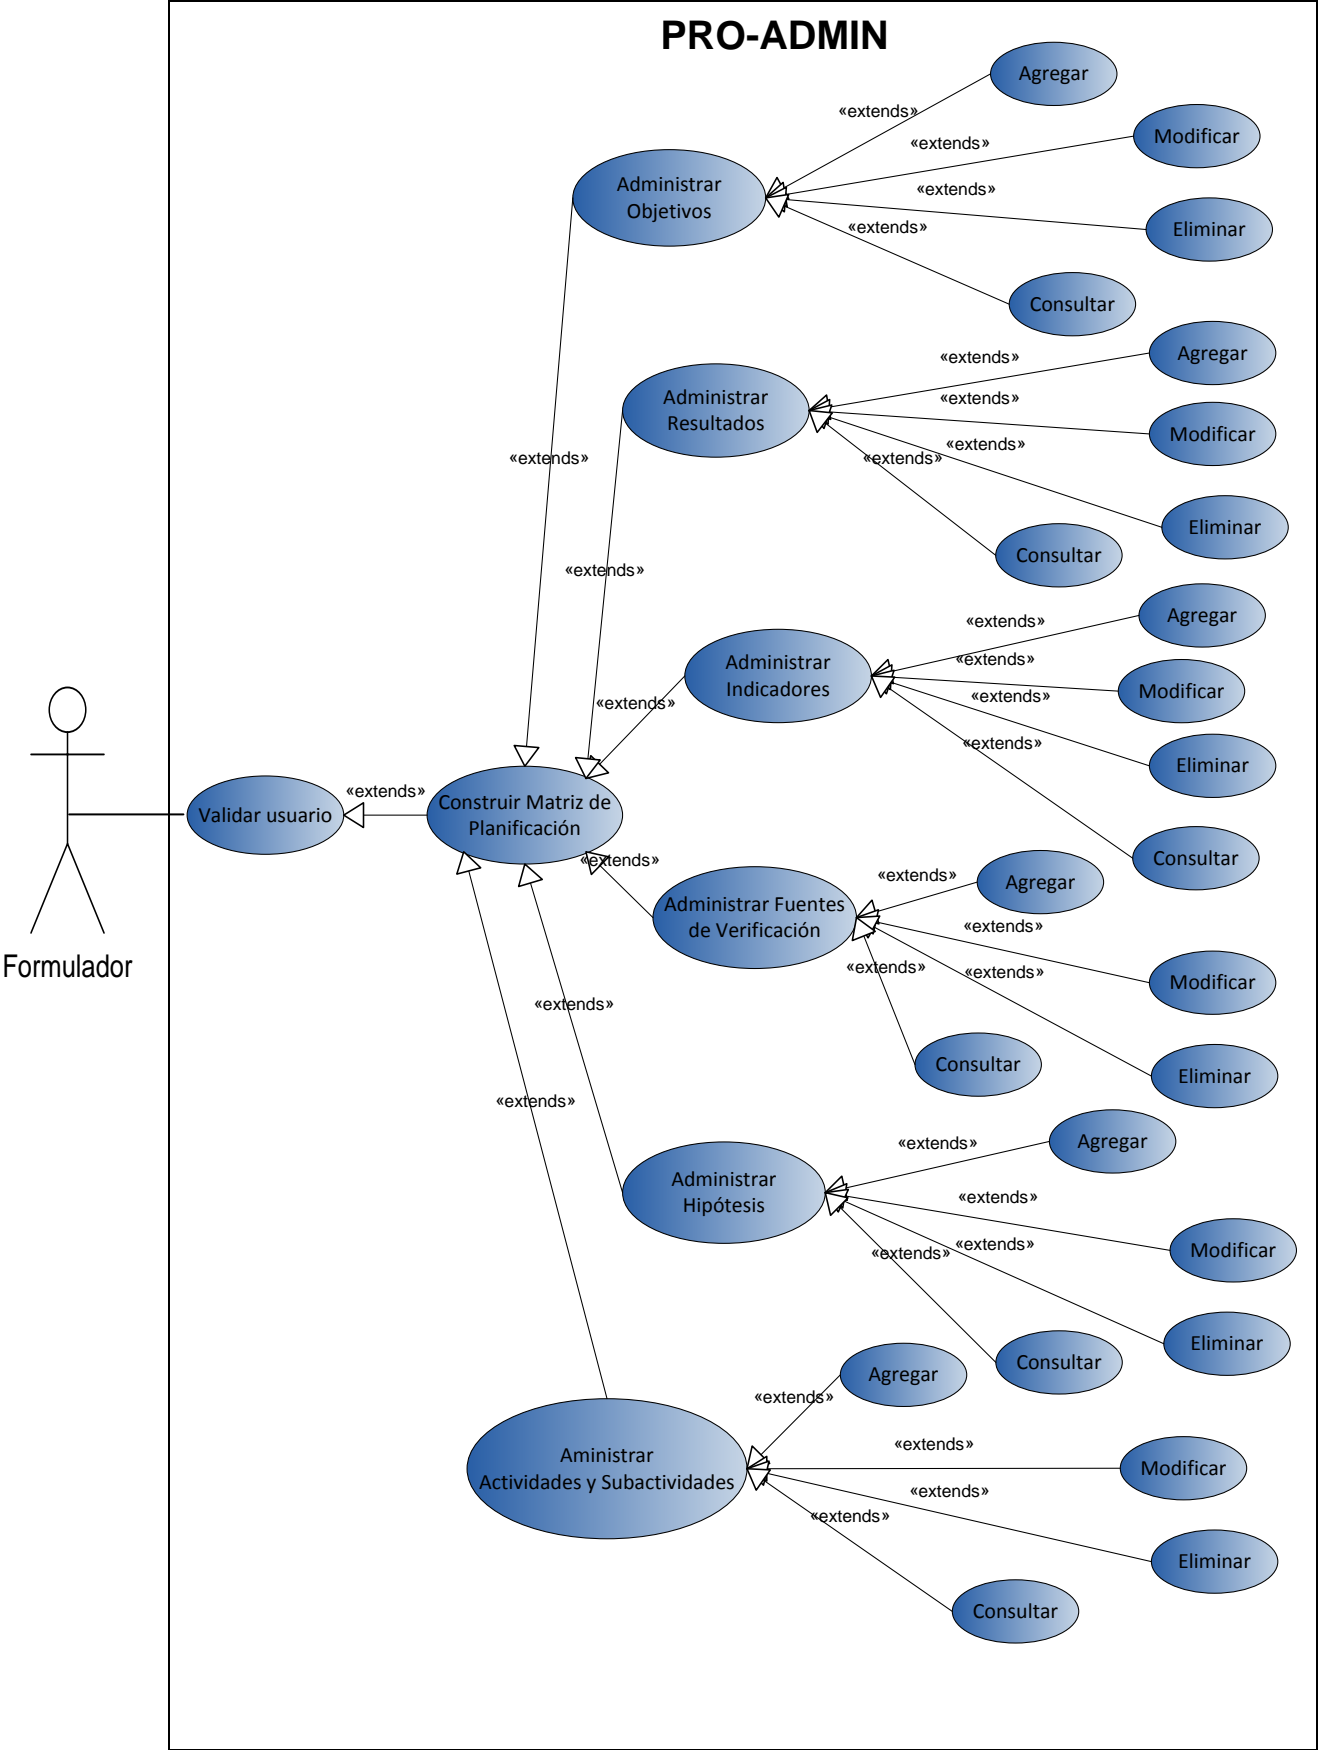 PRO-ADMIN
Agregar
«extends»
Modificar
«extends»
Administrar
Objetivos
«extends»
Eliminar
«extends»
Consultar
«extends»
Agregar
«extends»
Administrar
Resultados
«extends»
Modificar
«extends»
«extends»
Eliminar
Consultar
«extends»
«extends»
Agregar
«extends»
Administrar
Indicadores
«extends»
Modificar
«extends»
«extends»
Eliminar
«extends»
Validar usuario
«extends»
Construir Matriz de
Planificación
Consultar
«extends»
«extends»
Agregar
Administrar Fuentes
de Verificación
«extends»
Modificar
«extends»
«extends»
Formulador
«extends»
Consultar
Eliminar
«extends»
«extends»
Agregar
Administrar
Hipótesis
«extends»
Modificar
«extends»
«extends»
Eliminar
Consultar
Agregar
«extends»
Aministrar
Actividades y Subactividades
«extends»
Modificar
«extends»
«extends»
Eliminar
Consultar